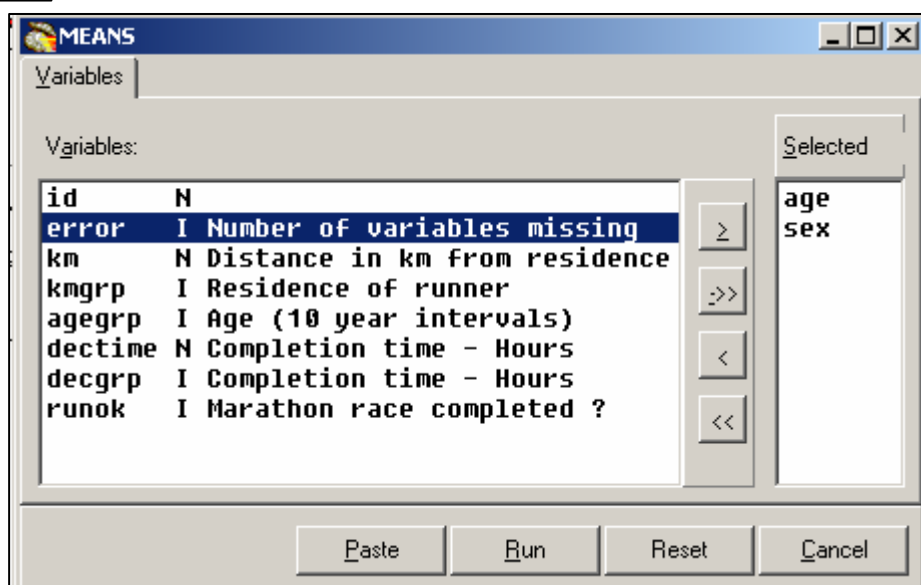 MEANS
Variables
Variables:
Selected
id N
error I Number of variables missing
km N Distance in km from residence
kmgrp I Residence of runner
agegrp I Age (10 year intervals)
dectime N Completion time - Hours
decgrp I Completion time - Hours
runok I Marathon race completed ?
>
->>
<
<<
age
sex
Paste
Run
Reset
Cancel